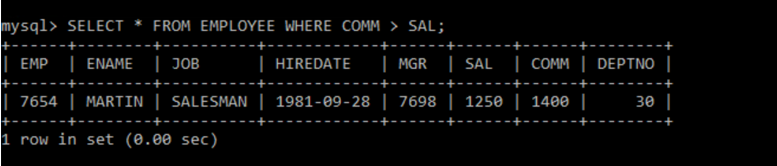 mysql> SELECT * FROM EMPLOYEE WHERE COMM > SAL;
+------+--------+----------+------------+------+------+------+--------+
| EMP | ENAME | JOB | HIREDATE | MGR | SAL | COMM | DEPTNO |
+------+--------+----------+------------+------+------+------+--------+
| 7654 | MARTIN | SALESMAN | 1981-09-28 | 7698 | 1250 | 1400 | 30 |
+------+--------+----------+------------+------+------+------+--------+
1 row in set (0.00 sec)